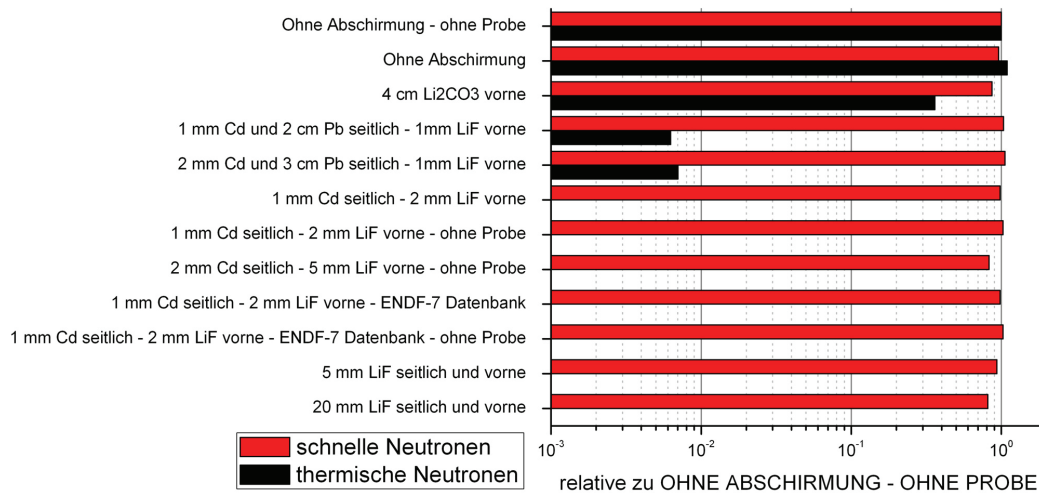 Ohne Abschirmung - ohne Probe
Ohne Abschirmung
4 cm Li2CO3 vorne
1 mm Cd und 2 cm Pb seitlich - 1mm LiF vorne
2 mm Cd und 3 cm Pb seitlich - 1mm LiF vorne
1 mm Cd seitlich - 2 mm LiF vorne
1 mm Cd seitlich - 2 mm LiF vorne - ohne Probe
2 mm Cd seitlich - 5 mm LiF vorne - ohne Probe
1 mm Cd seitlich - 2 mm LiF vorne - ENDF-7 Datenbank
1 mm Cd seitlich - 2 mm LiF vorne - ENDF-7 Datenbank - ohne Probe
5 mm LiF seitlich und vorne
20 mm LiF seitlich und vorne
10⁻³ 10⁻² 10⁻¹ 10⁰
schnelle Neutronen
thermische Neutronen
relative zu OHNE ABSCHIRMUNG - OHNE PROBE